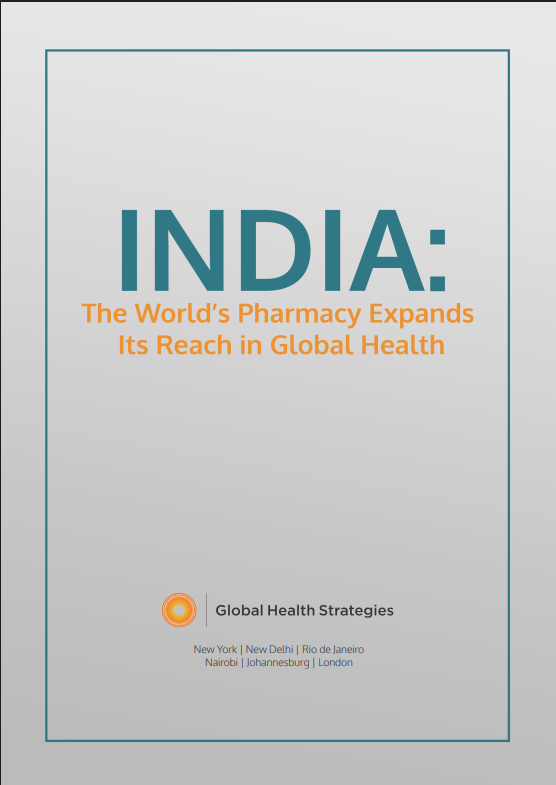 INDIA:
The World's Pharmacy Expands
Its Reach in Global Health
Global Health Strategies
New York | New Delhi | Rio de Janeiro
Nairobi | Johannesburg | London